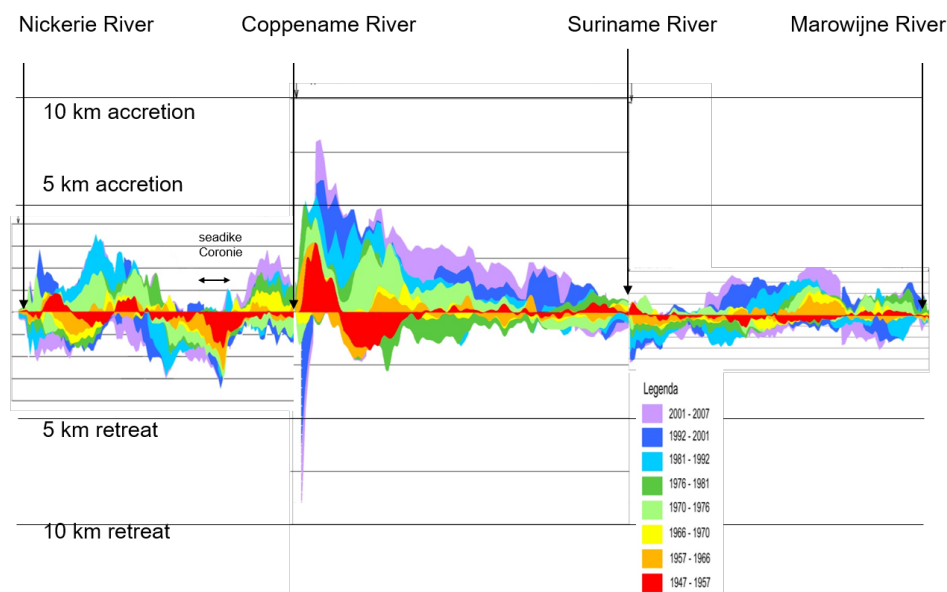 Nickerie River
Coppename River
Suriname River
Marowijne River
10 km accretion
5 km accretion
seadike
Coronie
5 km retreat
10 km retreat
Legenda
2001 - 2007
1992 - 2001
1981 - 1992
1976 - 1981
1970 - 1976
1966 - 1970
1957 - 1966
1947 - 1957